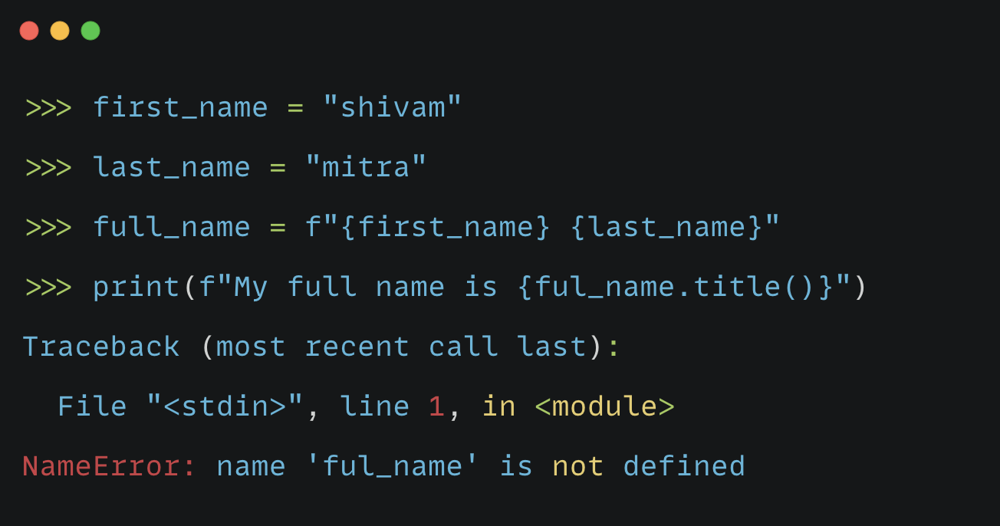 >>> first_name = "shivam"
>>> last_name = "mitra"
>>> full_name = f"{first_name} {last_name}"
>>> print(f"My full name is {ful_name.title()}")
Traceback (most recent call last):
  File "<stdin>", line 1, in <module>
NameError: name 'ful_name' is not defined